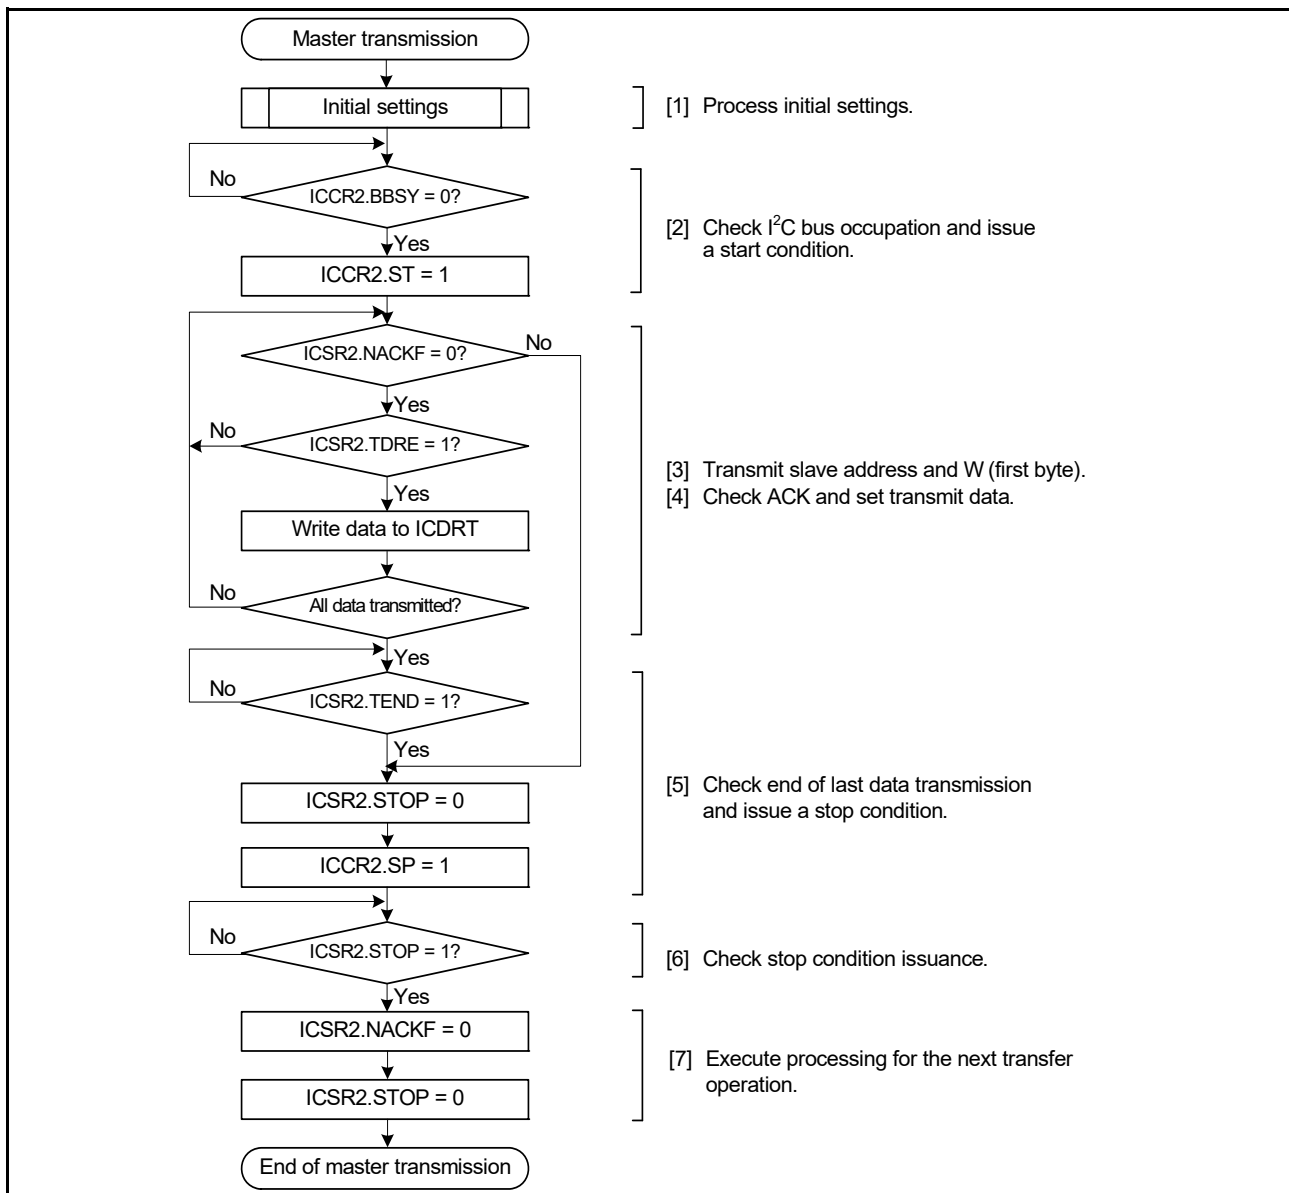 Master transmission
Initial settings
[1] Process initial settings.
No
ICCR2.BBSY = 0?
Yes
[2] Check I²C bus occupation and issue
a start condition.
ICCR2.ST = 1
ICSR2.NACKF = 0?
No
Yes
No
ICSR2.TDRE = 1?
Yes
[3] Transmit slave address and W (first byte).
[4] Check ACK and set transmit data.
Write data to ICDRT
No
All data transmitted?
Yes
No
ICSR2.TEND = 1?
Yes
[5] Check end of last data transmission
and issue a stop condition.
ICSR2.STOP = 0
ICCR2.SP = 1
No
ICSR2.STOP = 1?
[6] Check stop condition issuance.
Yes
ICSR2.NACKF = 0
[7] Execute processing for the next transfer
operation.
ICSR2.STOP = 0
End of master transmission